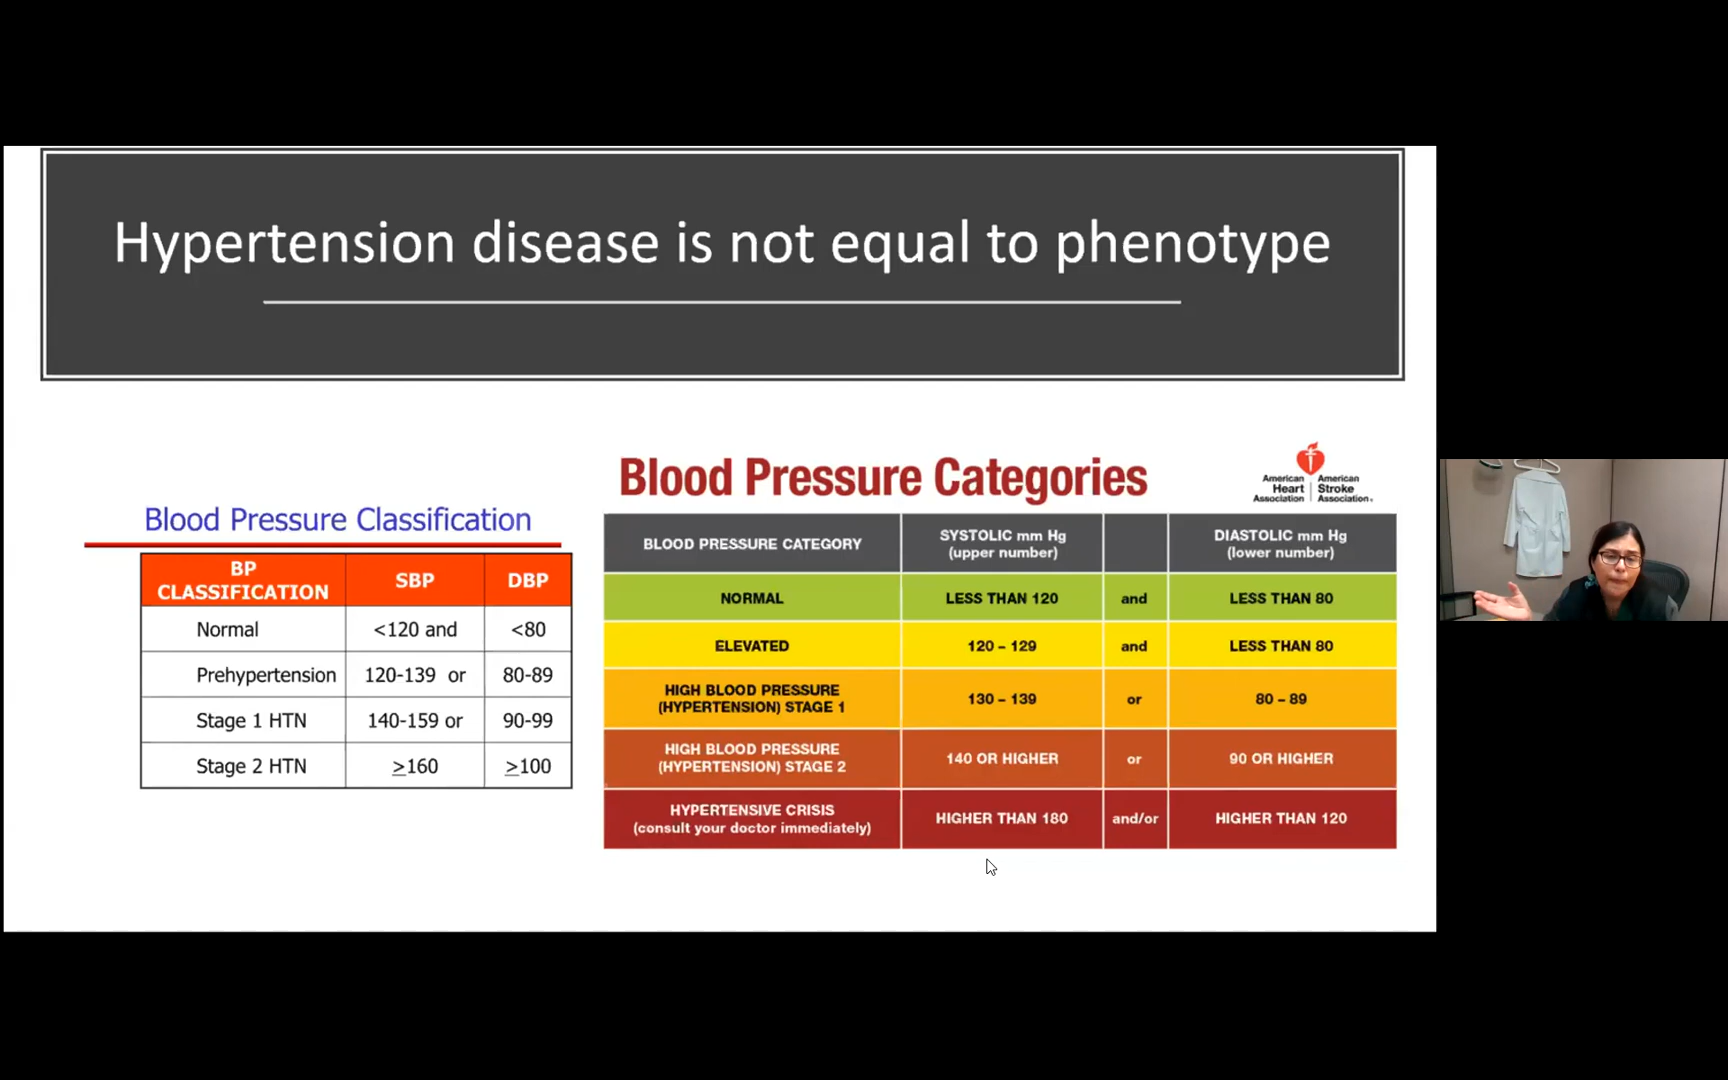 Hypertension disease is not equal to phenotype
Blood Pressure Classification
BP CLASSIFICATION SBP DBP
Normal <120 and <80
Prehypertension 120-139 or 80-89
Stage 1 HTN 140-159 or 90-99
Stage 2 HTN ≥160 ≥100
Blood Pressure Categories
American Heart Association
American Stroke Association®
BLOOD PRESSURE CATEGORY SYSTOLIC mm Hg (upper number) DIASTOLIC mm Hg (lower number)
NORMAL LESS THAN 120 and LESS THAN 80
ELEVATED 120 – 129 and LESS THAN 80
HIGH BLOOD PRESSURE (HYPERTENSION) STAGE 1 130 – 139 or 80 – 89
HIGH BLOOD PRESSURE (HYPERTENSION) STAGE 2 140 OR HIGHER or 90 OR HIGHER
HYPERTENSIVE CRISIS (consult your doctor immediately) HIGHER THAN 180 and/or HIGHER THAN 120